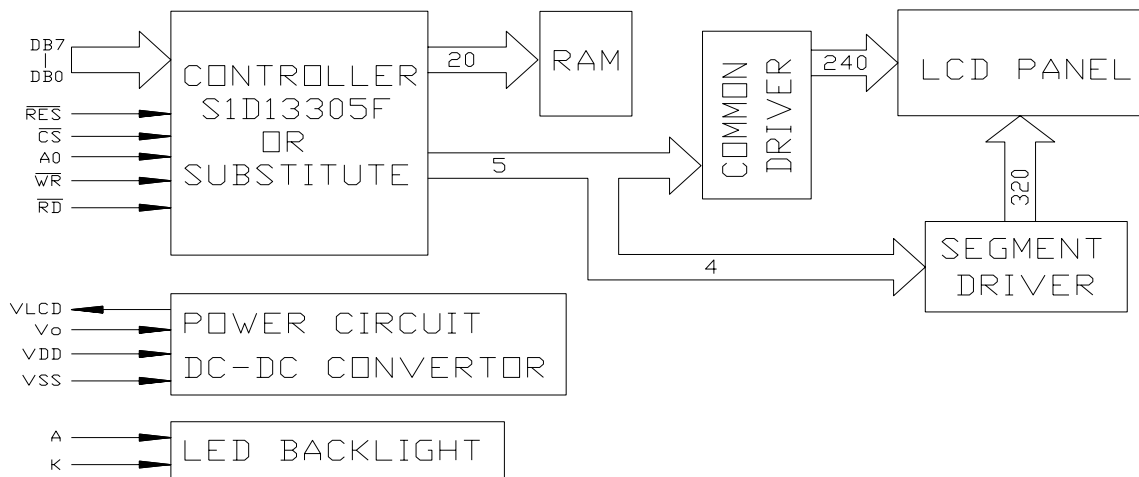 DB7
DB0
RES
CS
A0
WR
RD
CONTROLLER
S1D13305F
OR
SUBSTITUTE
20
RAM
5
COMMON
DRIVER
240
LCD PANEL
320
4
SEGMENT
DRIVER
VLCD
Vo
VDD
VSS
POWER CIRCUIT
DC-DC CONVERTOR
A
K
LED BACKLIGHT